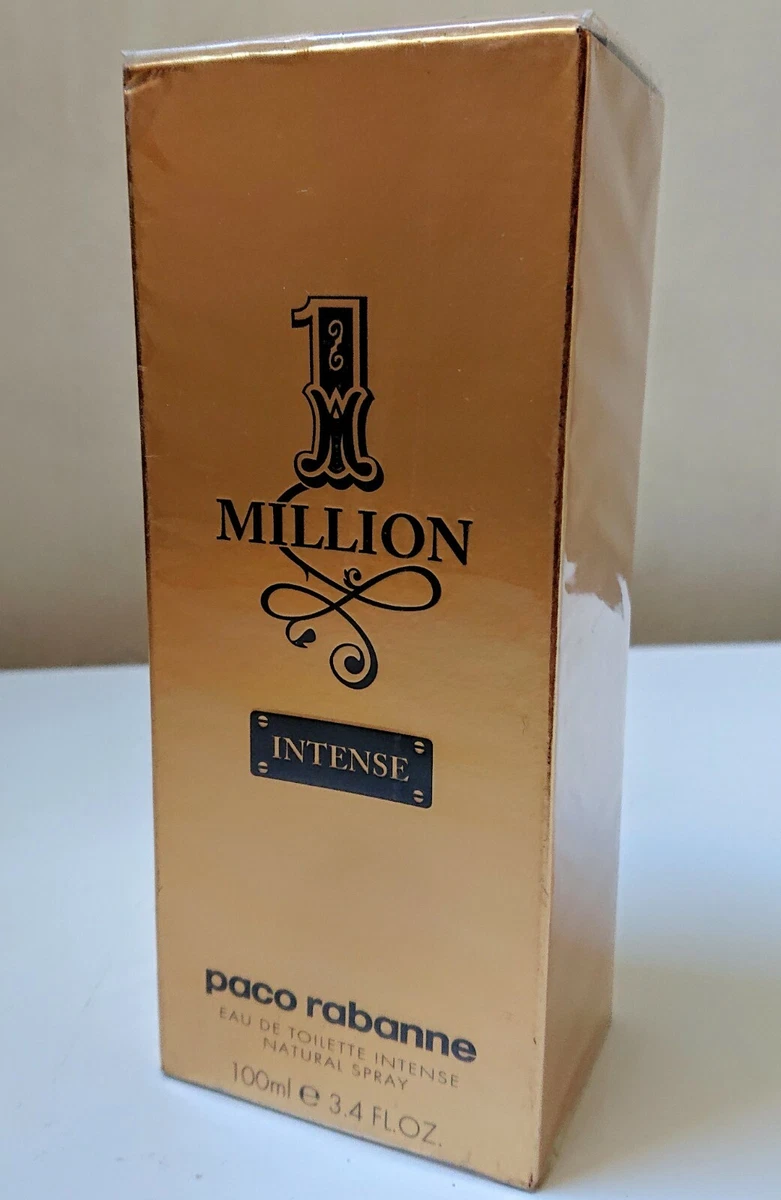 1
MILLION
INTENSE
paco rabanne
EAU DE TOILETTE INTENSE
NATURAL SPRAY
100ml ℮ 3.4 FL.OZ.